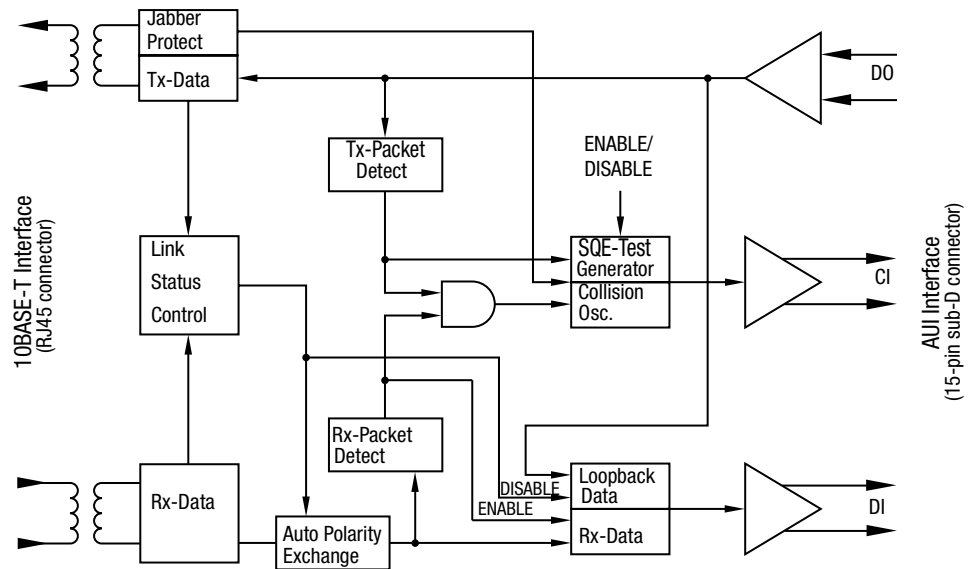 Jabber
Protect
Tx-Data
DO
Tx-Packet
Detect
ENABLE/
DISABLE
10BASE-T Interface
(RJ45 connector)
Link
Status
Control
SQE-Test
Generator
Collision
Osc.
CI
AUI Interface
(15-pin sub-D connector)
Rx-Packet
Detect
Rx-Data
DISABLE
ENABLE
Loopback
Data
Rx-Data
DI
Auto Polarity
Exchange